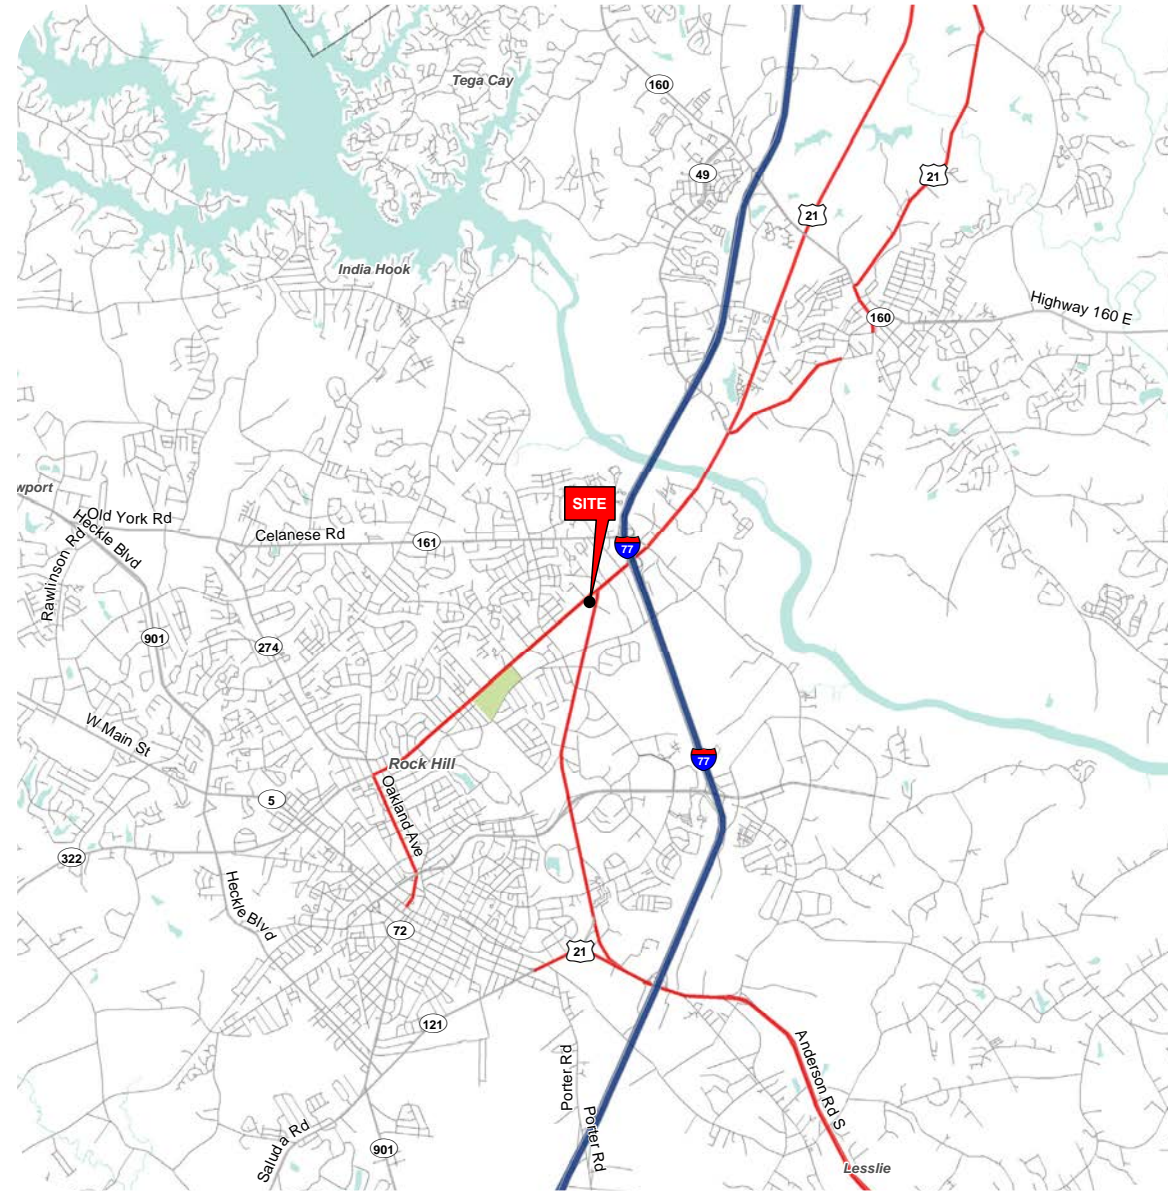 Tega Cay
160
49
21
21
India Hook
Highway 160 E
160
wport
Old York Rd
Heckle Blvd
Rawlinson Rd
Celanese Rd
161
SITE
77
901
274
W Main St
Rock Hill
77
5
Oakland Ave
322
Heckle Blvd
72
21
121
Anderson Rd S
Porter Rd
Porter Rd
Saluda Rd
901
Lesslie